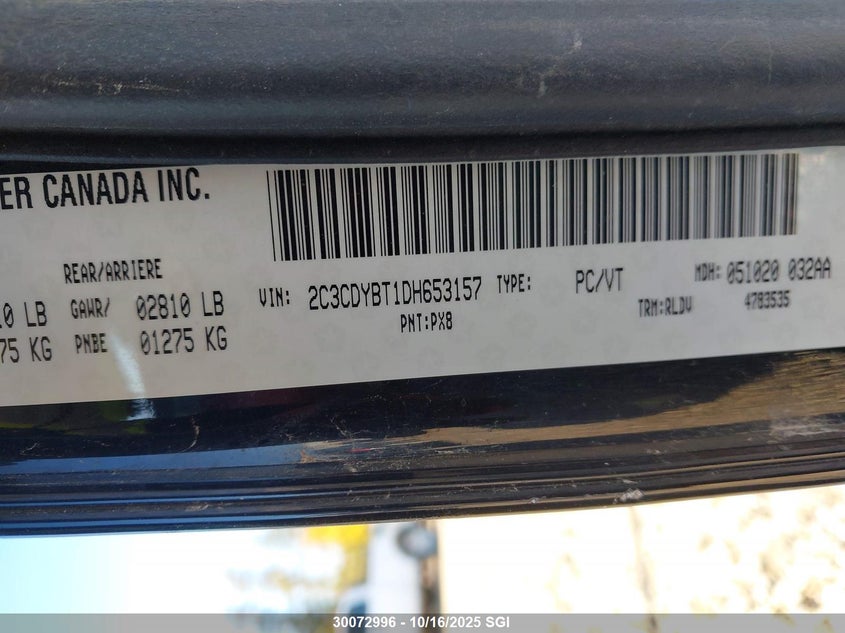 ER CANADA INC.
REAR/ARRIERE
0 LB GAWR/ 02810 LB
75 KG PNBE 01275 KG
VIN: 2C3CDYBT1DH653157 TYPE: PC/VT MDH: 051020 032AA
PNT:PX8 TRM:RLDV 4783535
30072996 - 10/16/2025 SGI